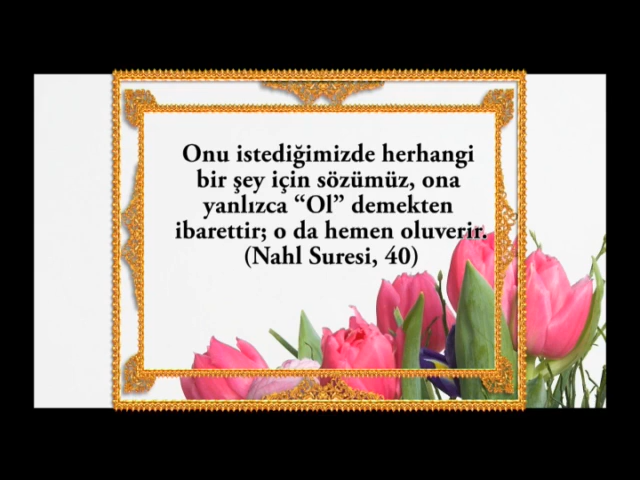 Onu istediğimizde herhangi
bir şey için sözümüz, ona
yanlızca “Ol” demekten
ibarettir; o da hemen oluverir.
(Nahl Suresi, 40)